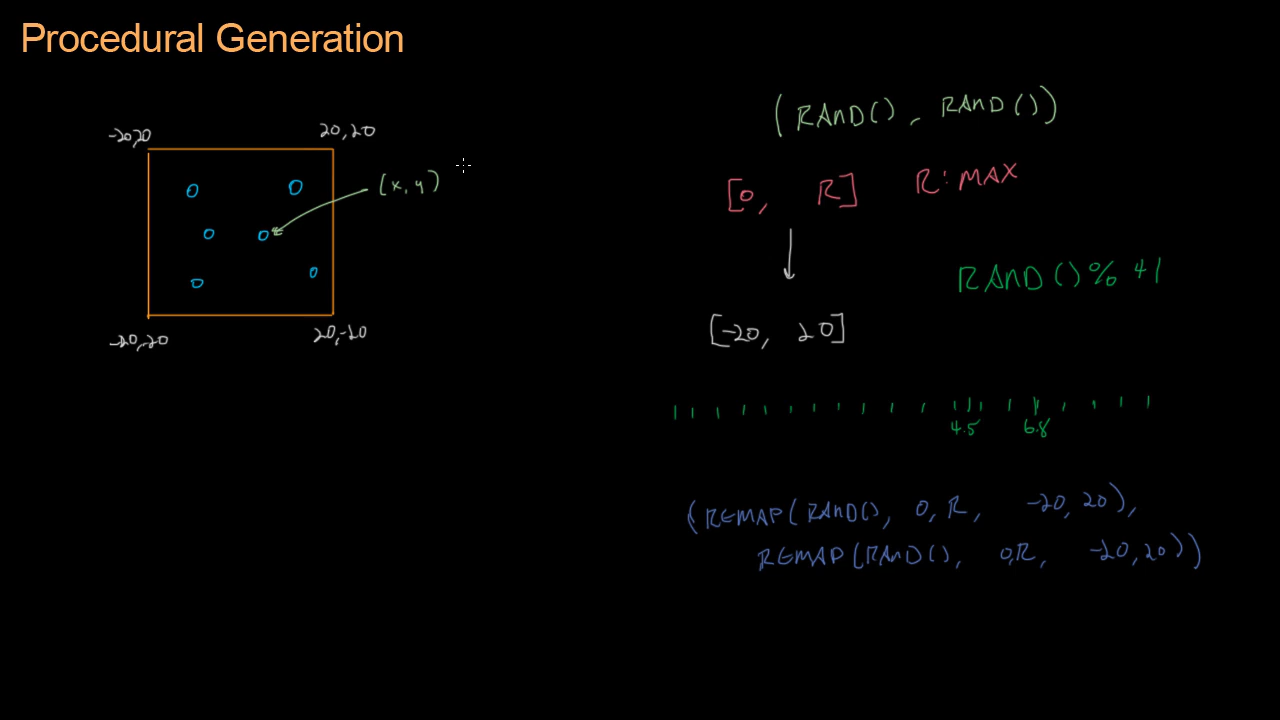 Procedural Generation
-20,20
20,20
(x,y)
-20,-20
20,-20
(RAND(), RAND())
[0, R] R:MAX
RAND()% +1
[-20, 20]
4.5 6.8
(REMAP(RAND(), 0,R, -20,20),
REMAP(RAND(), 0,R, -20,20))